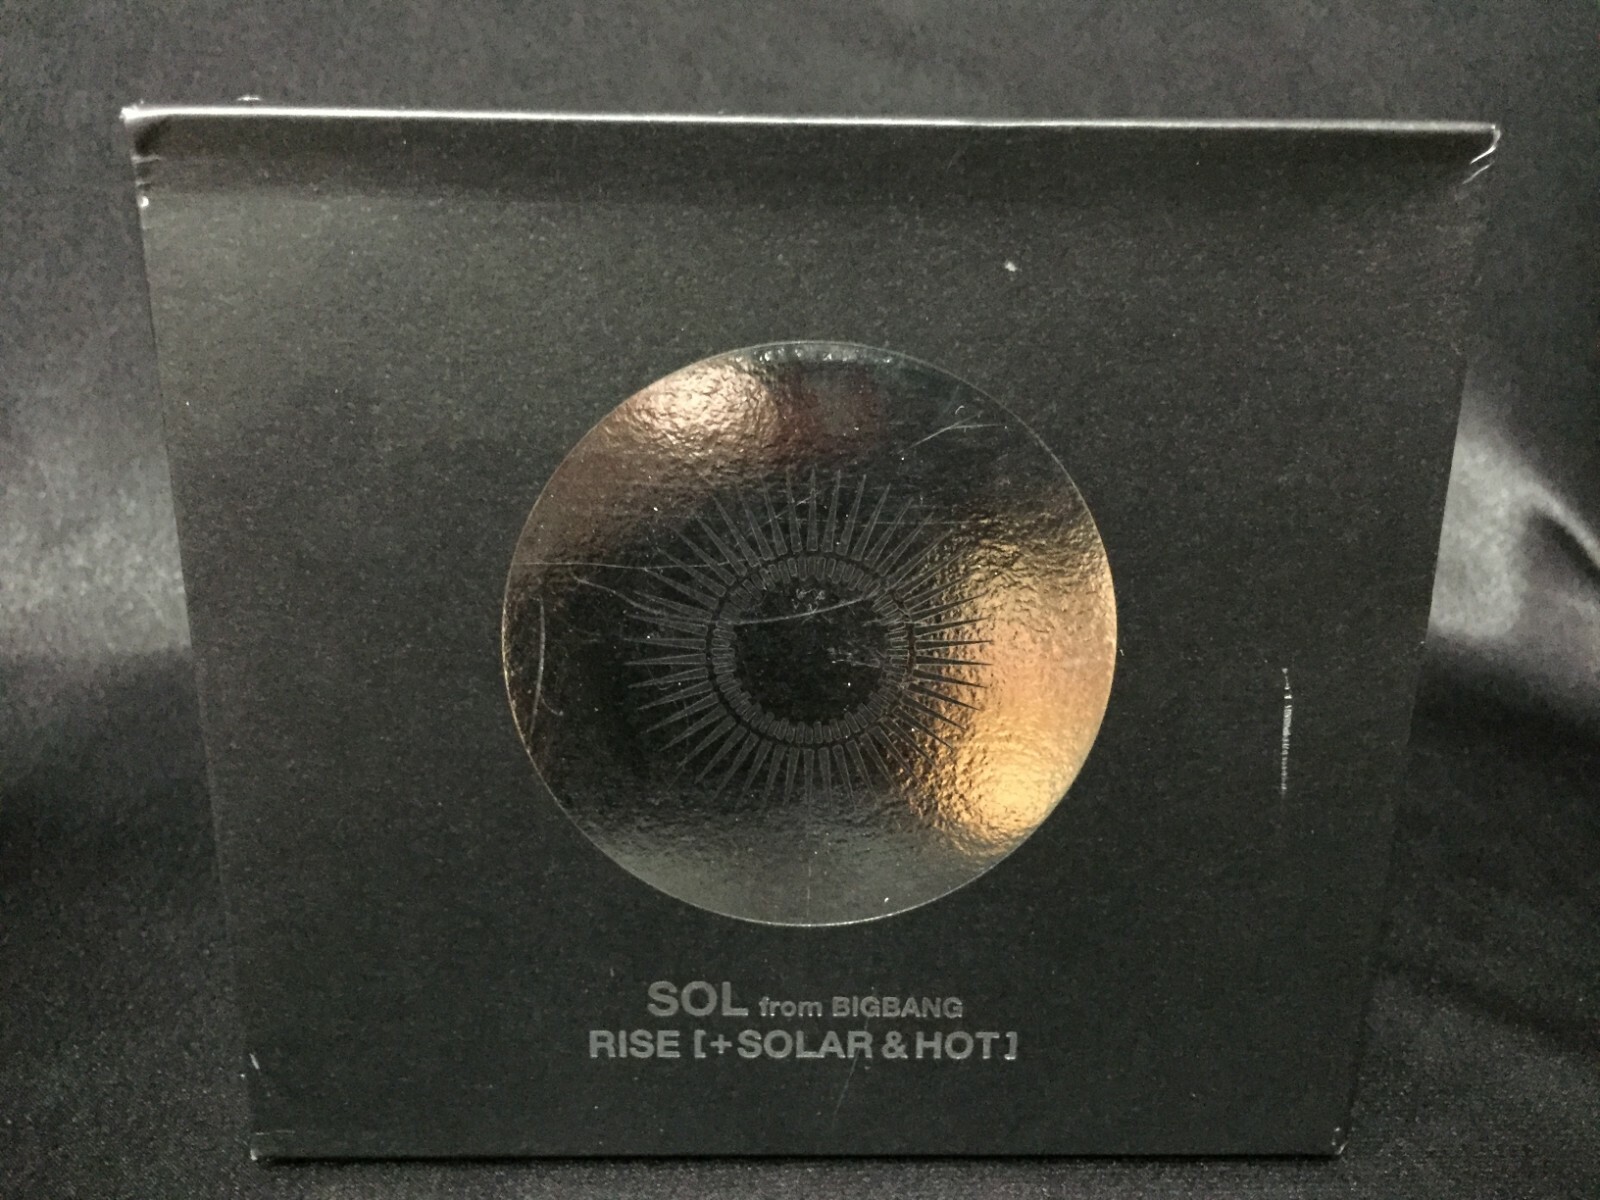 SOL from BIGBANG
RISE [+SOLAR & HOT]